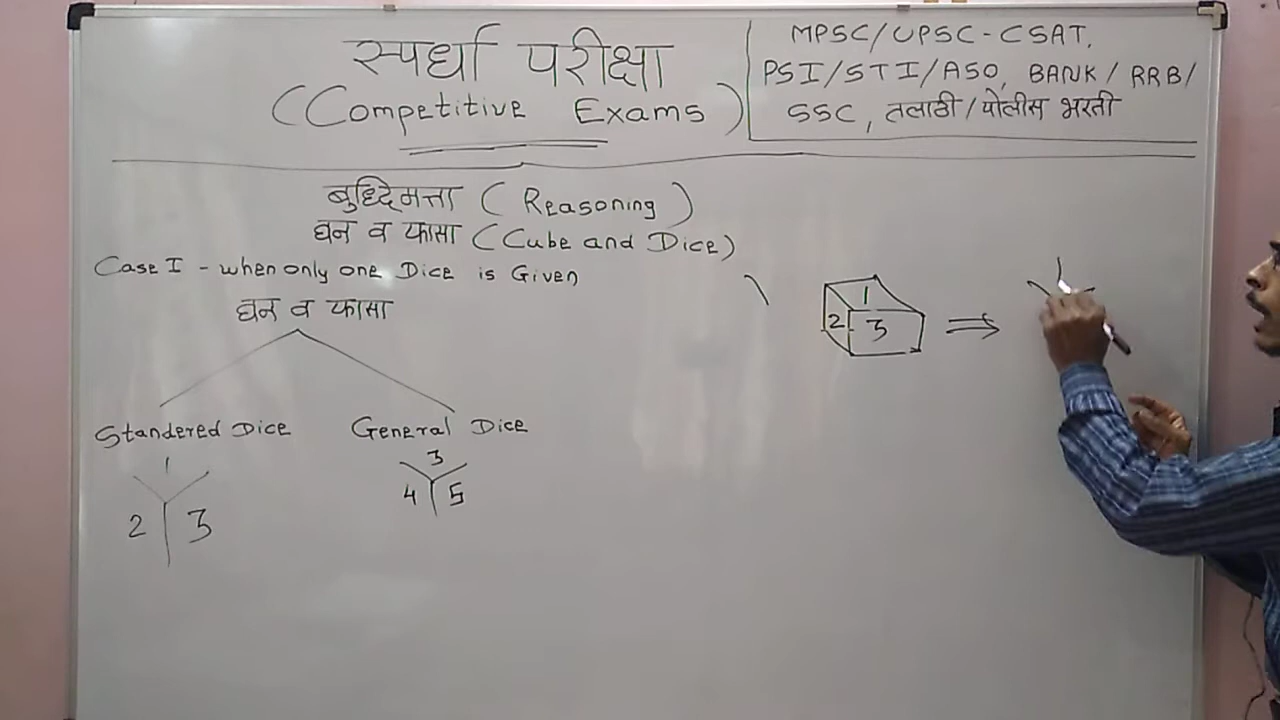 स्पर्धा परीक्षा
(Competitive Exams)
MPSC/UPSC-CSAT,
PSI/STI/ASO, BANK/RRB/
SSC, तलाठी/पोलीस भरती
बुध्दिमत्ता (Reasoning)
घन व फासा (Cube and Dice)
Case I - when only one Dice is Given
घन व फासा
Standered Dice
1
2 3
General Dice
3
4 5
1
2 3
⇒